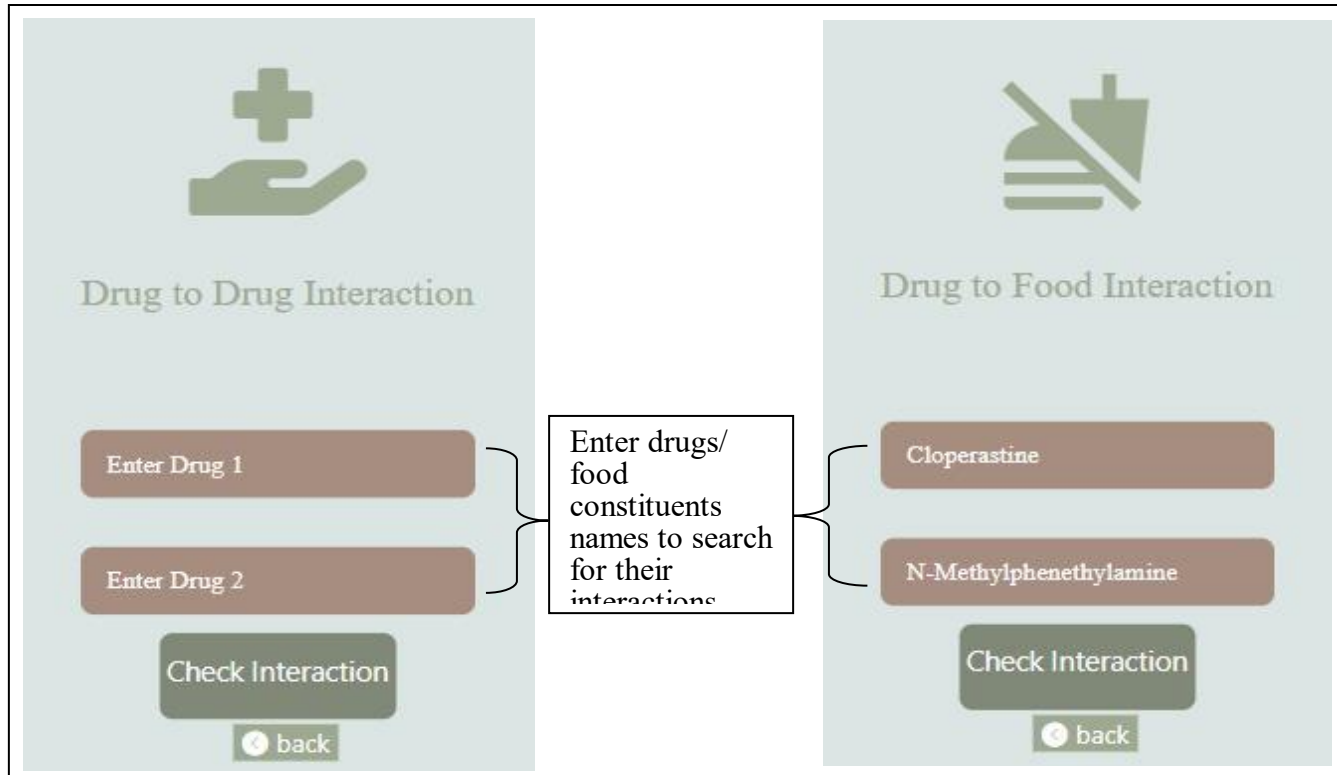 Drug to Drug Interaction
Enter Drug 1
Enter Drug 2
Check Interaction
back
Enter drugs/
food
constituents
names to search
for their
interactions
Drug to Food Interaction
Cloperastine
N-Methylphenethylamine
Check Interaction
back